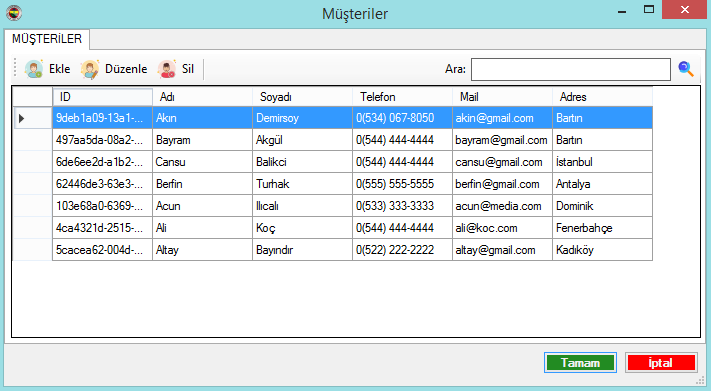 Müşteriler
MÜŞTERİLER
Ekle Düzenle Sil Ara:
ID Adı Soyadı Telefon Mail Adres
9deb1a09-13a1-... Akın Demirsoy 0(534) 067-8050 akin@gmail.com Bartın
497aa5da-08a2-... Bayram Akgül 0(544) 444-4444 bayram@gmail.com Bartın
6de6ee2d-a1b2-... Cansu Balikci 0(544) 444-4444 cansu@gmail.com İstanbul
62446de3-63e3-... Berfin Turhak 0(555) 555-5555 berfin@gmail.com Antalya
103e68a0-6369-... Acun Ilıcalı 0(533) 333-3333 acun@media.com Dominik
4ca4321d-2515-... Ali Koç 0(544) 444-4444 ali@koc.com Fenerbahçe
5cacea62-004d-... Altay Bayındır 0(522) 222-2222 altay@gmail.com Kadıköy
Tamam İptal